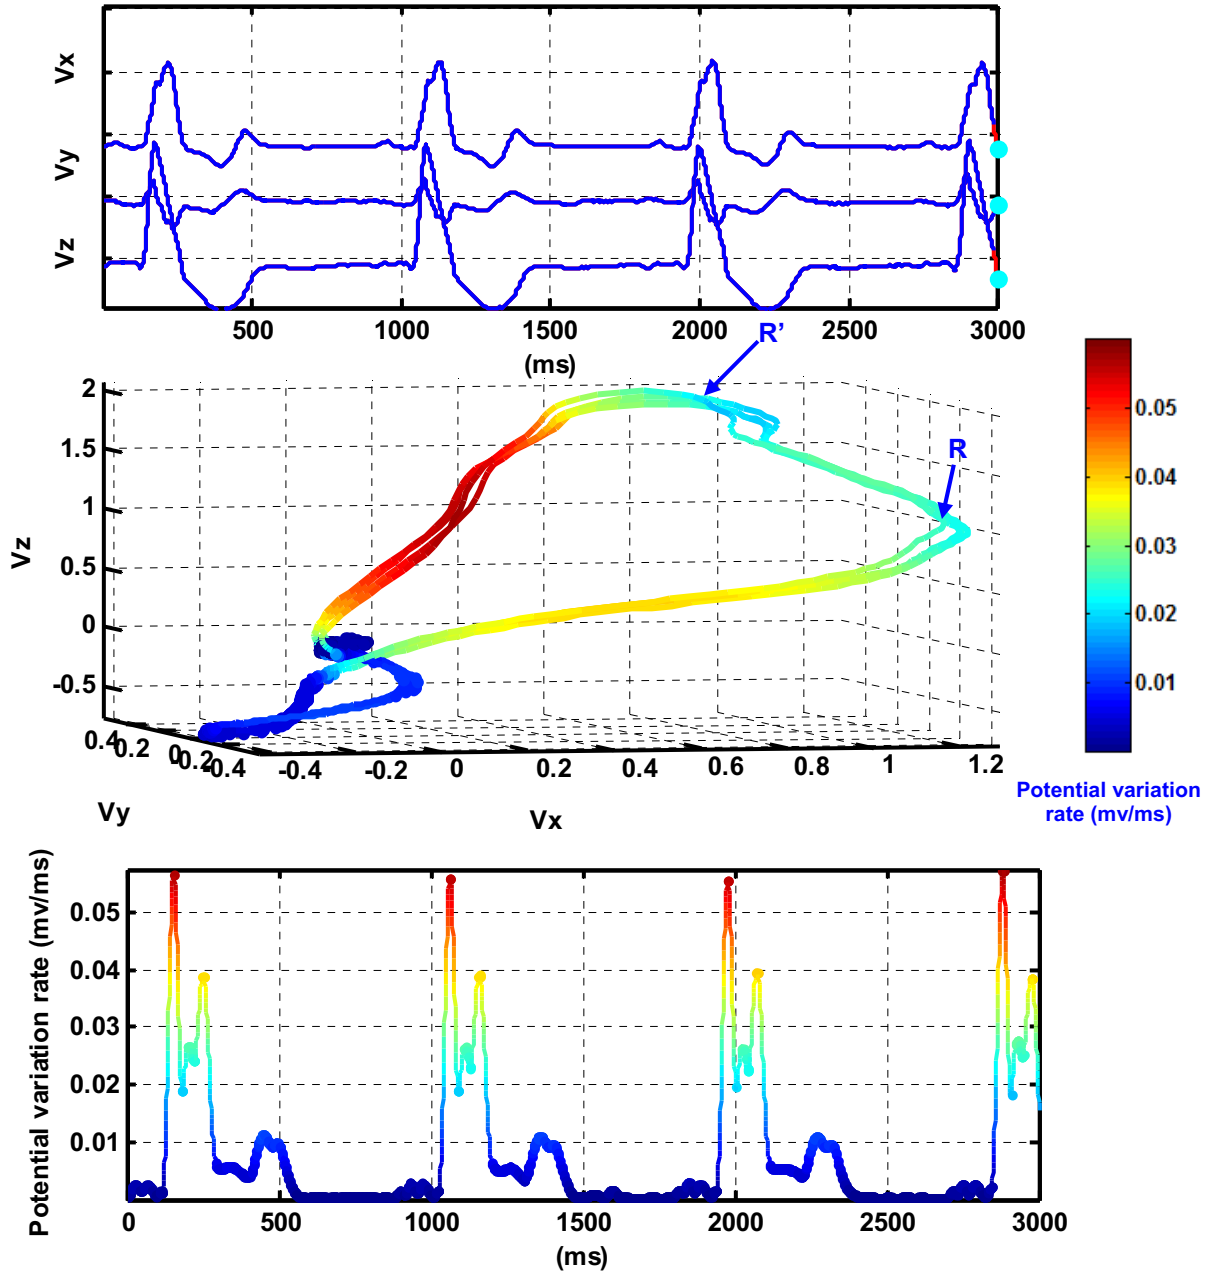 Vx
Vy
Vz
500 1000 1500 2000 2500 3000
(ms)
R’
R
2
1.5
1
0.5
0
-0.5
Vz
0.4 0.2 0 -0.2 -0.4
Vy
-0.4 -0.2 0 0.2 0.4 0.6 0.8 1 1.2
Vx
0.05
0.04
0.03
0.02
0.01
Potential variation
rate (mv/ms)
Potential variation rate (mv/ms)
0.05
0.04
0.03
0.02
0.01
0 500 1000 1500 2000 2500 3000
(ms)